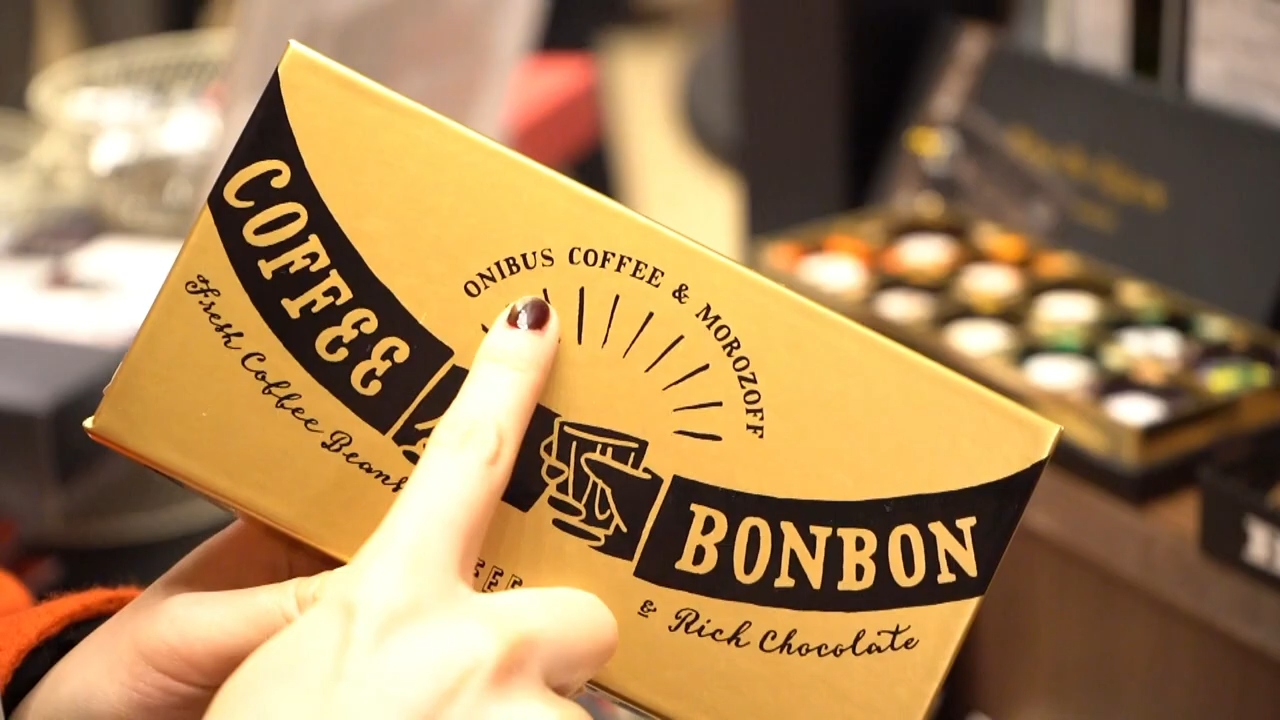 ONIBUS COFFEE & MOROZOFF
COFFEE
BONBON
Fresh Coffee Beans
& Rich Chocolate